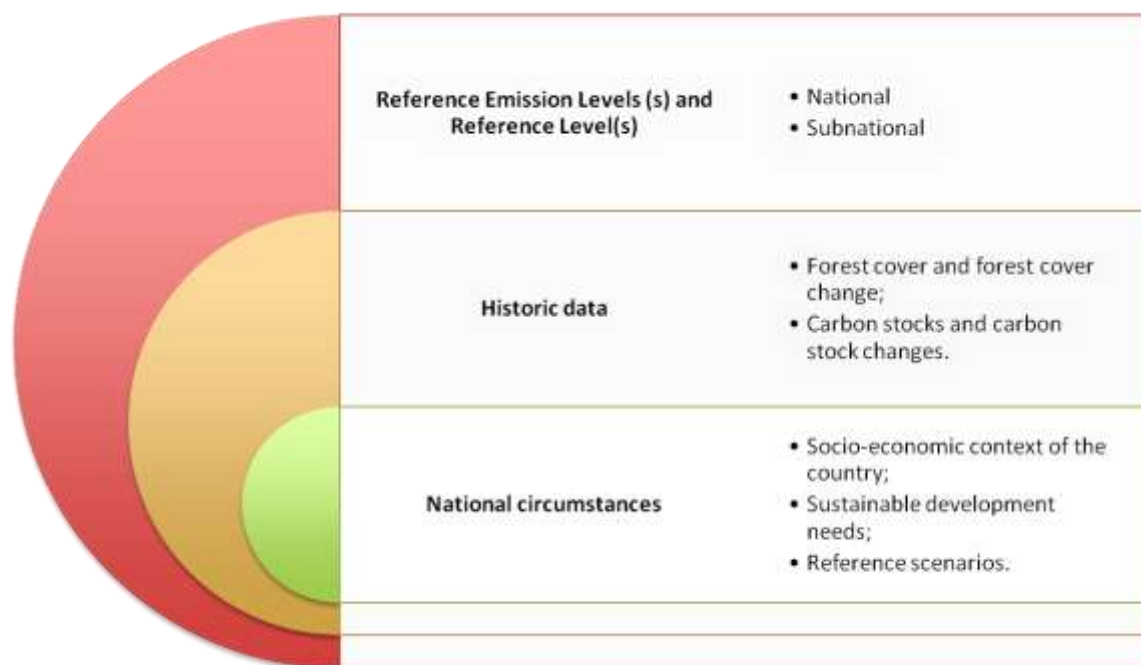 Reference Emission Levels (s) and
Reference Level(s)
• National
• Subnational
Historic data
• Forest cover and forest cover
change;
• Carbon stocks and carbon
stock changes.
National circumstances
• Socio-economic context of the
country;
• Sustainable development
needs;
• Reference scenarios.